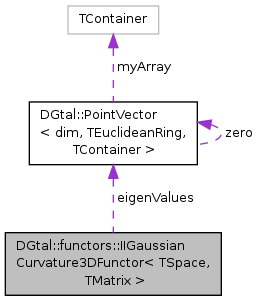 TContainer
myArray
DGtal::PointVector
< dim, TEuclideanRing,
TContainer >
zero
eigenValues
DGtal::functors::IIGaussian
Curvature3DFunctor< TSpace,
TMatrix >